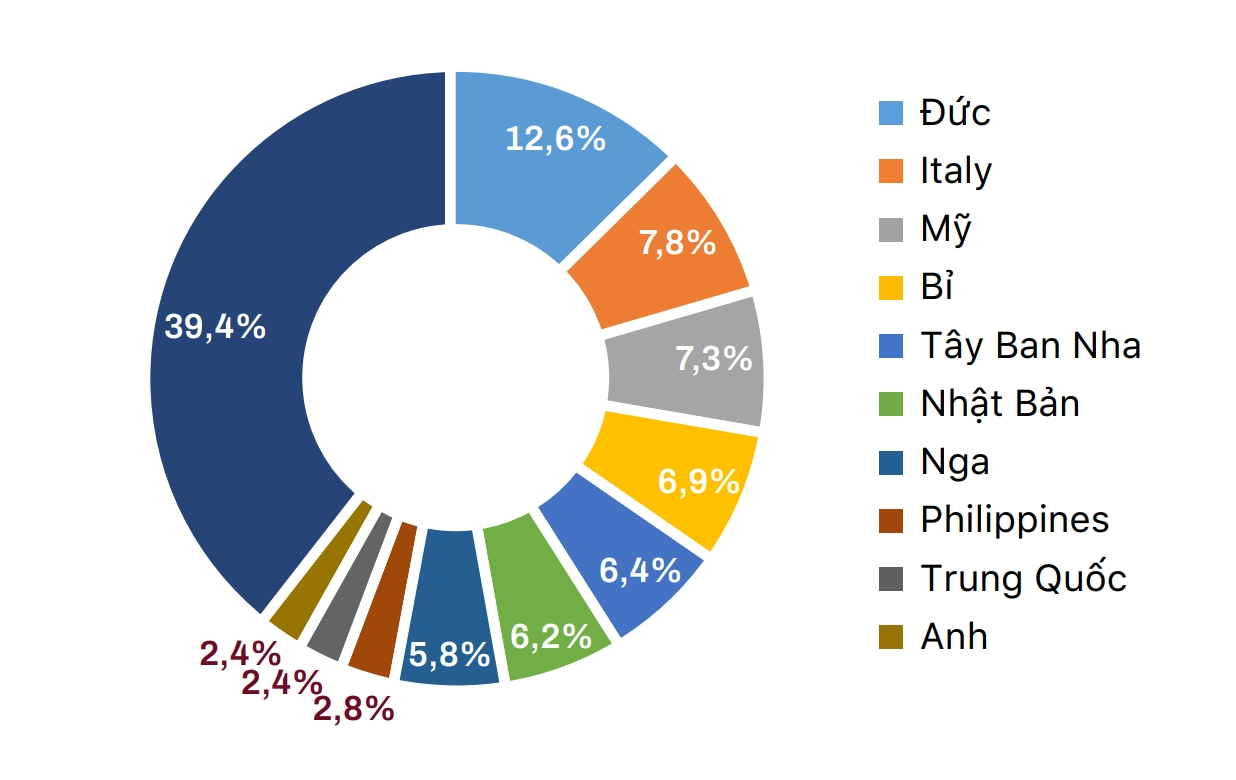 12,6%
7,8%
7,3%
6,9%
6,4%
6,2%
5,8%
2,8%
2,4%
2,4%
39,4%
Đức
Italy
Mỹ
Bỉ
Tây Ban Nha
Nhật Bản
Nga
Philippines
Trung Quốc
Anh